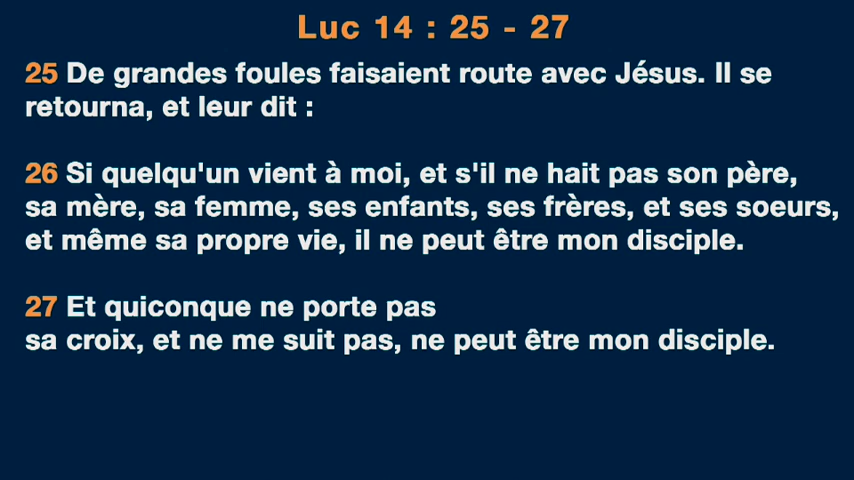 Luc 14 : 25 - 27
25 De grandes foules faisaient route avec Jésus. Il se
retourna, et leur dit :
26 Si quelqu'un vient à moi, et s'il ne hait pas son père,
sa mère, sa femme, ses enfants, ses frères, et ses soeurs,
et même sa propre vie, il ne peut être mon disciple.
27 Et quiconque ne porte pas
sa croix, et ne me suit pas, ne peut être mon disciple.